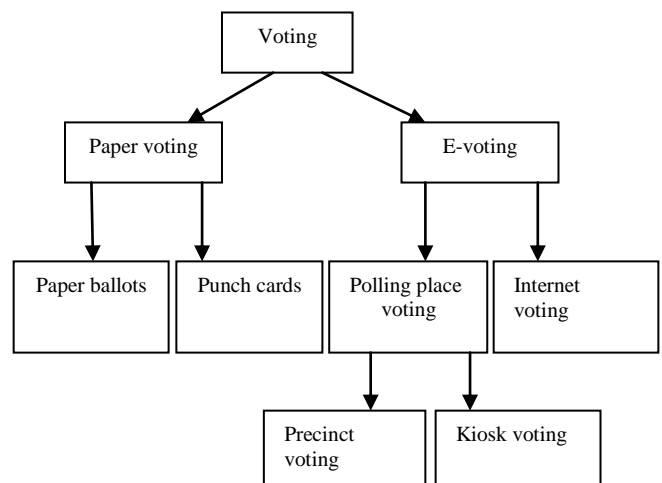 Voting
Paper voting
E-voting
Paper ballots
Punch cards
Polling place
voting
Internet
voting
Precinct
voting
Kiosk voting